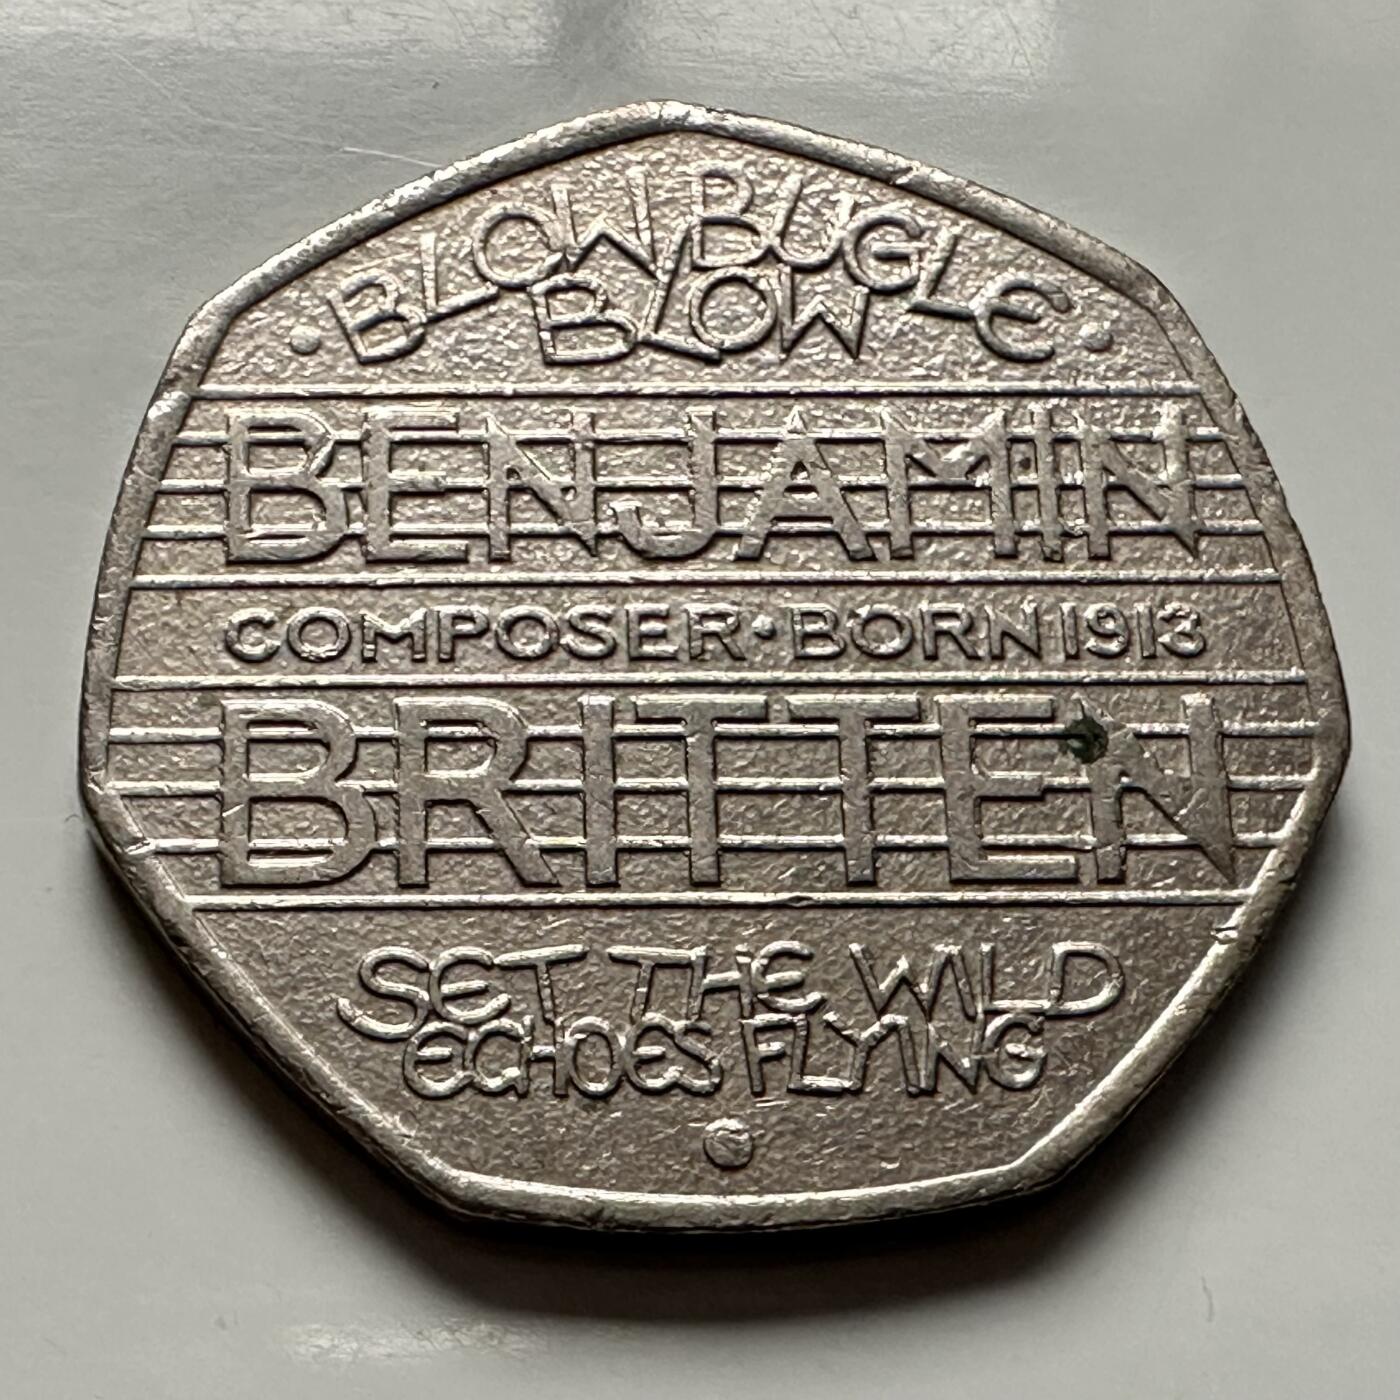 ·BLOW BUGLE·
BLOW
BENJAMIN
COMPOSER·BORN 1913
BRITTEN
SET THE WILD
ECHOES FLYING